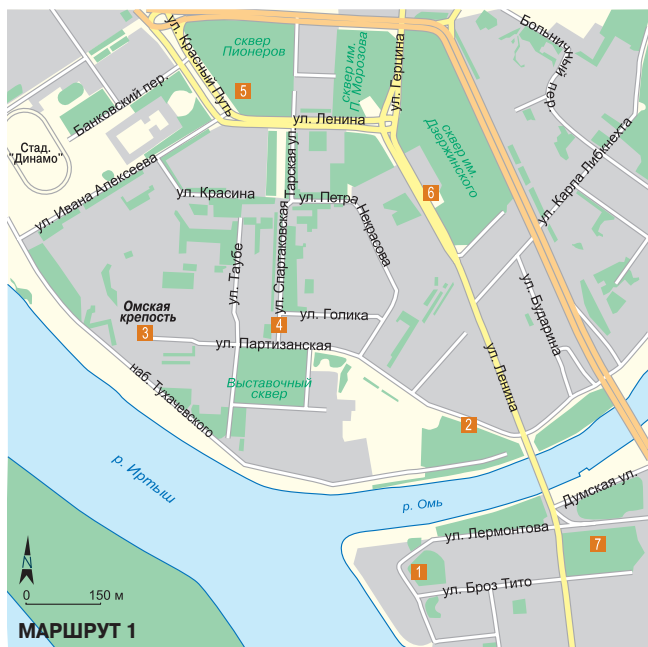 ул. Красный Путь
сквер
Пионеров
5
сквер им.
П. Морозова
ул. Герцина
Больничный пер.
Банковский пер.
ул. Ленина
сквер им.
Дзержинского
ул. Карла Либкнехта
Стад.
"Динамо"
ул. Ивана Алексеева
ул. Красина
ул. Спартаковская
Тарская ул.
ул. Петра Некрасова
6
ул. Таубе
ул. Бударина
Омская
крепость
3
4
ул. Голика
ул. Партизанская
ул. Ленина
Выставочный
сквер
наб. Тухачевского
2
р. Иртыш
р. Омь
Думская ул.
ул. Лермонтова
7
1
ул. Броз Тито
N
0 150 м
МАРШРУТ 1